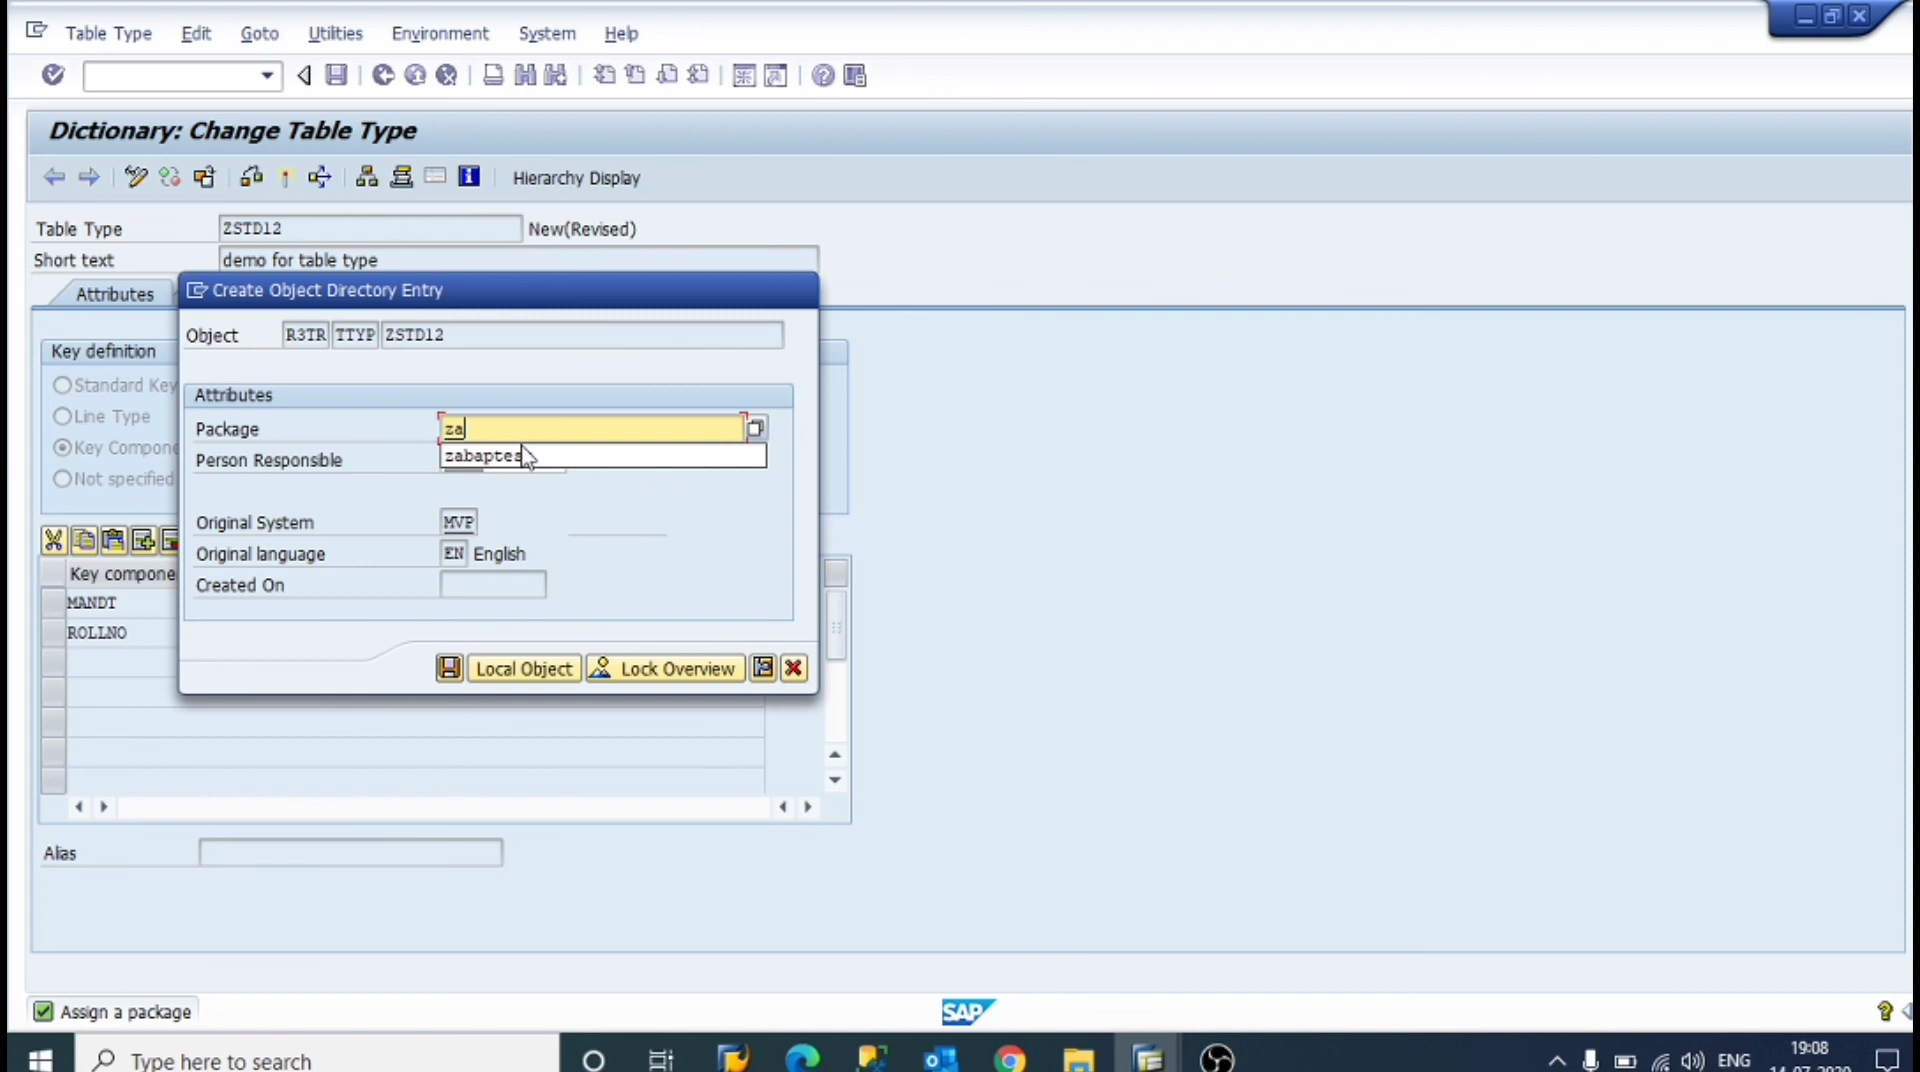 Table Type Edit Goto Utilities Environment System Help
Dictionary: Change Table Type
Hierarchy Display
Table Type ZSTD12 New(Revised)
Short text demo for table type
Attributes
Create Object Directory Entry
Object R3TR TTYP ZSTD12
Key definition
Standard Key
Line Type
Key Compone
Not specified
Attributes
Package za
zabaptes
Person Responsible
Original System MVP
Original language EN English
Created On
Key compone
MANDT
ROLLNO
Local Object Lock Overview
Alias
Assign a package
SAP
Type here to search
ENG
19:08